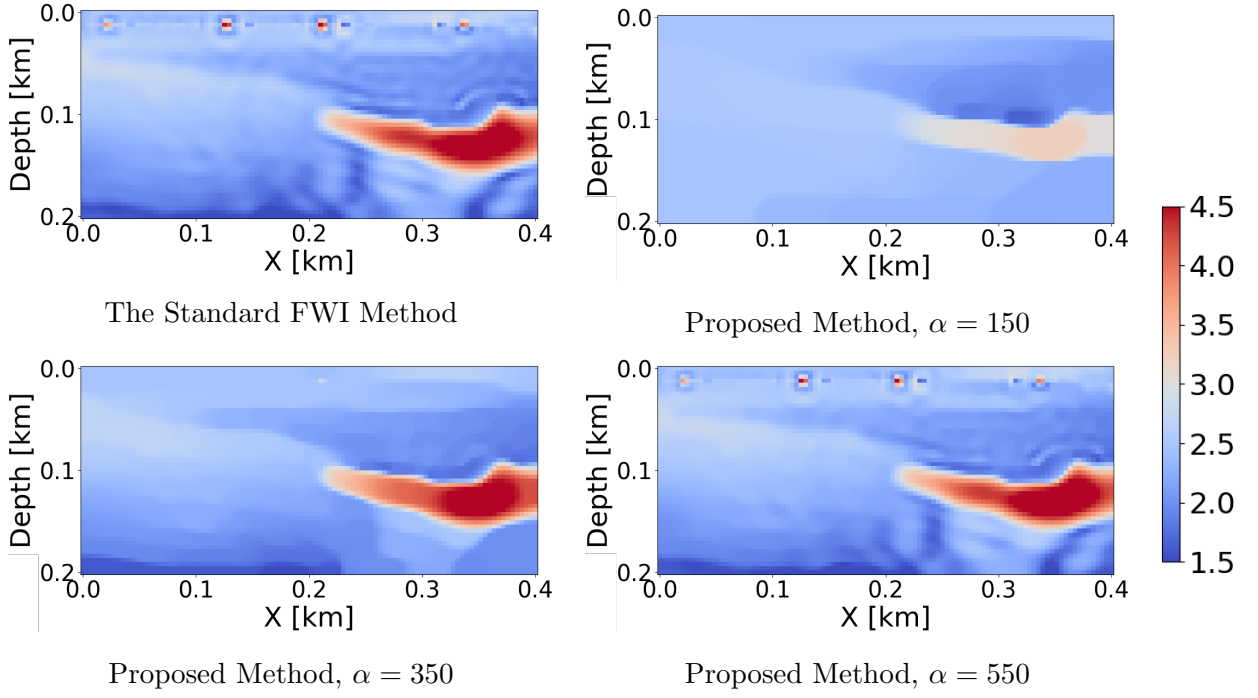 0.0
0.1
0.2
Depth [km]
0.0 0.1 0.2 0.3 0.4
X [km]
The Standard FWI Method
0.0
0.1
0.2
Depth [km]
0.0 0.1 0.2 0.3 0.4
X [km]
Proposed Method, α = 150
0.0
0.1
0.2
Depth [km]
0.0 0.1 0.2 0.3 0.4
X [km]
Proposed Method, α = 350
0.0
0.1
0.2
Depth [km]
0.0 0.1 0.2 0.3 0.4
X [km]
Proposed Method, α = 550
4.5
4.0
3.5
3.0
2.5
2.0
1.5